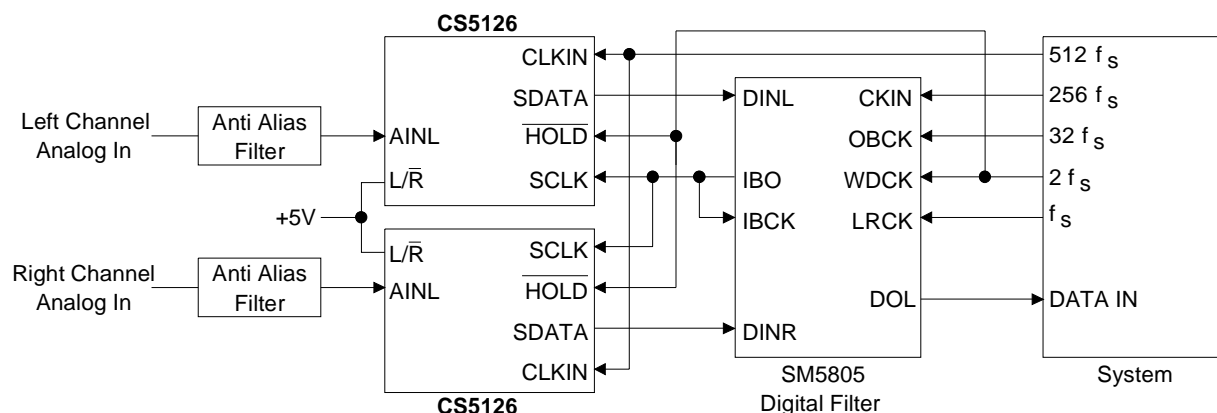 CS5126
CLKIN
SDATA
HOLD
SCLK
AINL
L/R
Left Channel
Analog In
Anti Alias
Filter
+5V
Right Channel
Analog In
Anti Alias
Filter
L/R
AINL
SCLK
HOLD
SDATA
CLKIN
CS5126
DINL
IBO
IBCK
DINR
CKIN
OBCK
WDCK
LRCK
DOL
SM5805
Digital Filter
512 fs
256 fs
32 fs
2 fs
fs
DATA IN
System